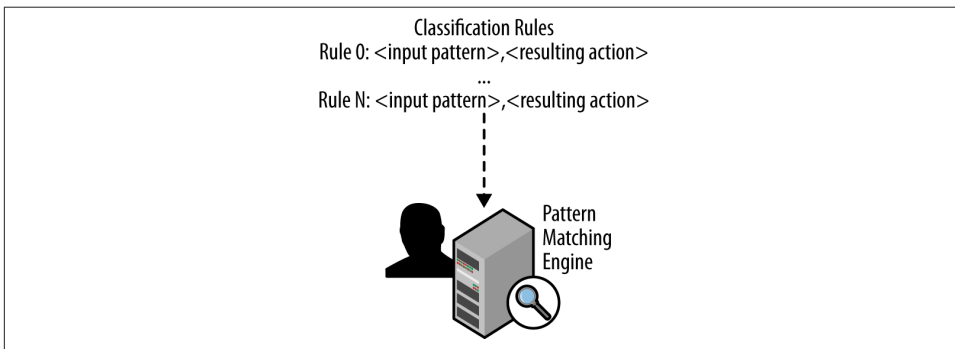 Classification Rules
Rule 0: <input pattern>,<resulting action>
...
Rule N: <input pattern>,<resulting action>
Pattern
Matching
Engine